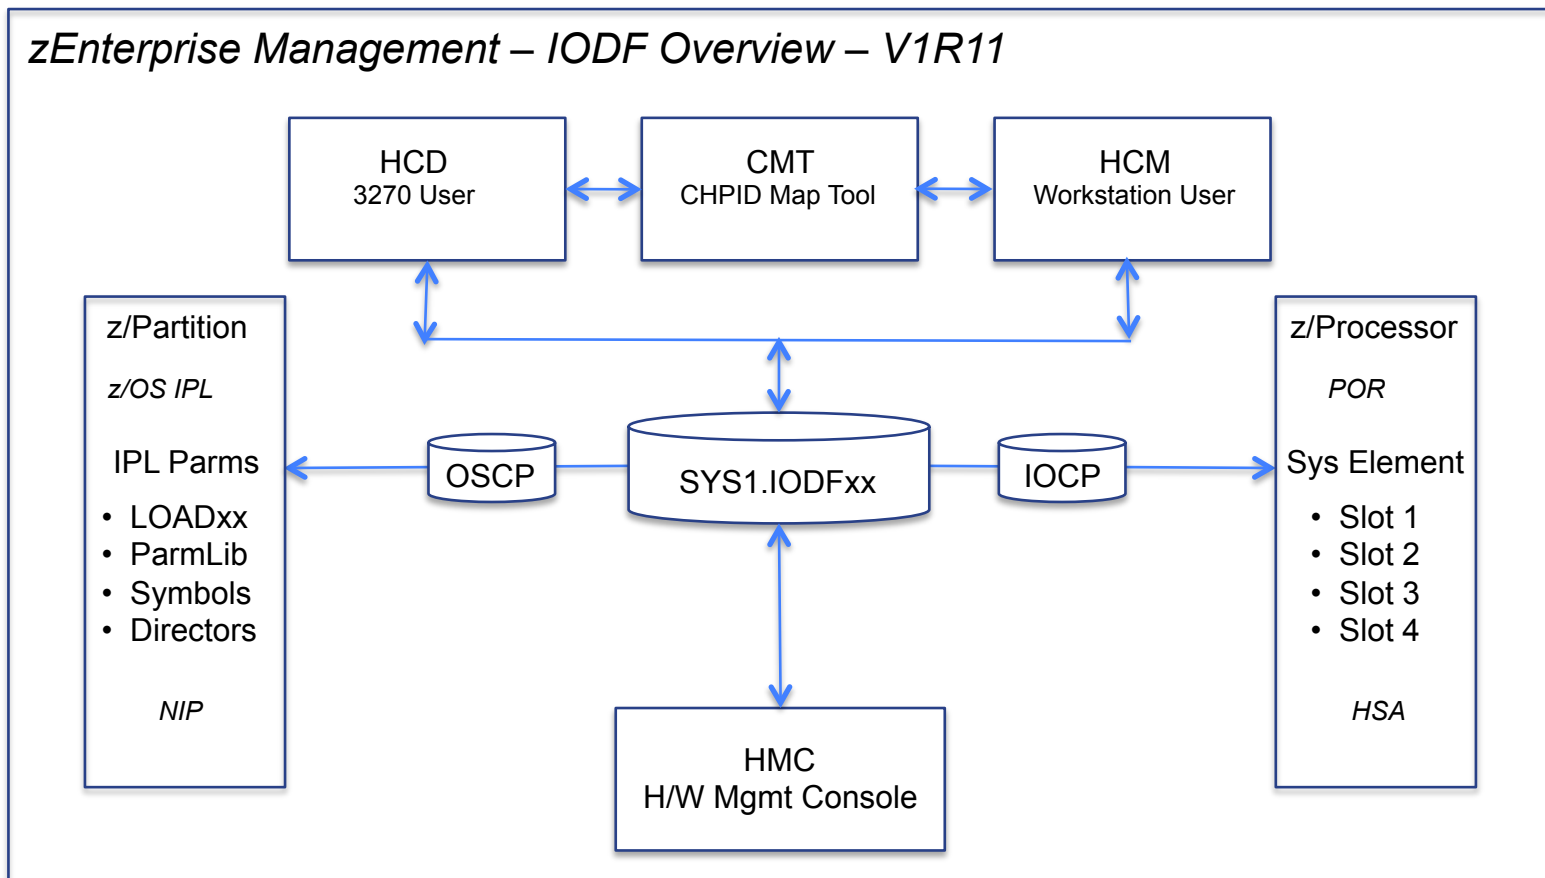 zEnterprise Management – IODF Overview – V1R11
HCD
3270 User
CMT
CHPID Map Tool
HCM
Workstation User
z/Partition
z/OS IPL
IPL Parms
• LOADxx
• ParmLib
• Symbols
• Directors
NIP
OSCP
SYS1.IODFxx
IOCP
z/Processor
POR
Sys Element
• Slot 1
• Slot 2
• Slot 3
• Slot 4
HSA
HMC
H/W Mgmt Console